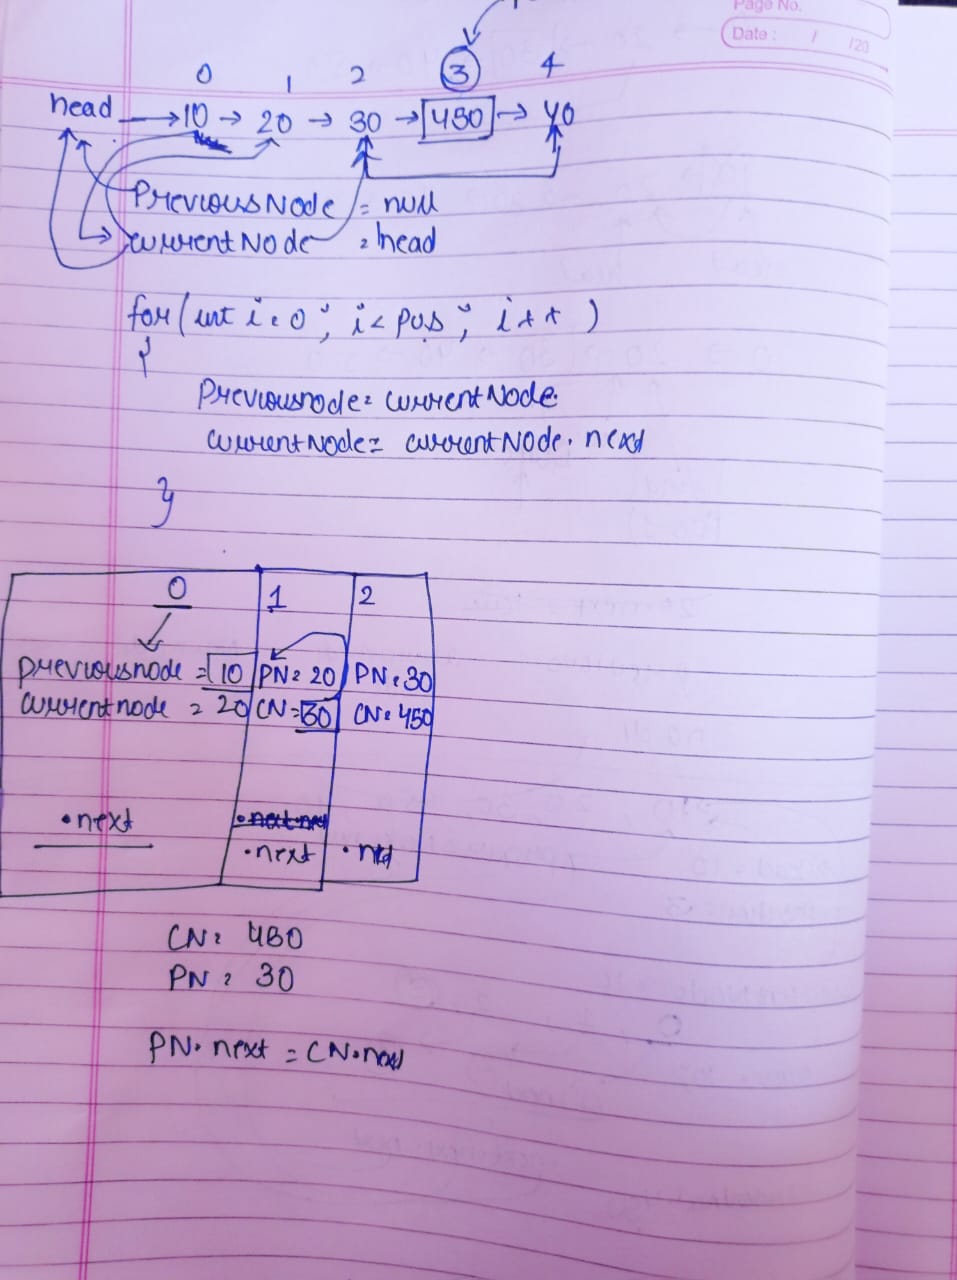 Page No.
Date : / /20
0 1 2 3 4
head → 10 → 20 → 30 → 450 → 40
PreviousNode = null
currentNode = head
for(int i=0; i<pos; i++)
{
Previousnode = currentNode.
currentNode = currentNode.next
}
0 1 2
previousnode = 10 PN = 20 PN = 30
currentnode = 20 CN = 30 CN = 450
.next
.next .next
CN = 450
PN = 30
PN.next = CN.next